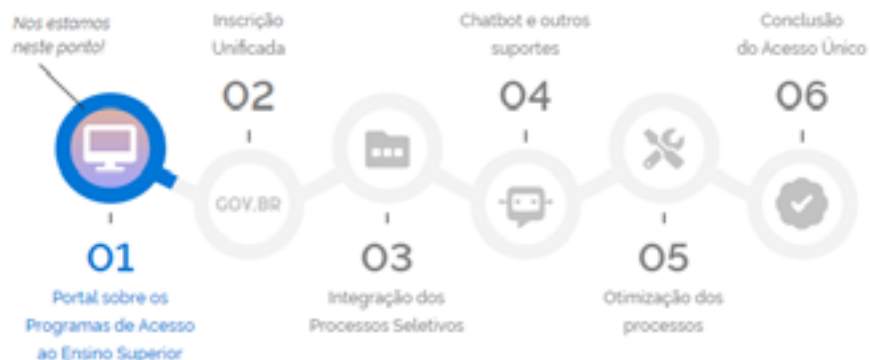 Nos estamos
neste ponto!
01
Portal sobre os
Programas de Acesso
ao Ensino Superior
Inscrição
Unificada
02
GOV.BR
03
Integração dos
Processos Seletivos
Chatbot e outros
suportes
04
05
Otimização dos
processos
Conclusão
do Acesso Único
06